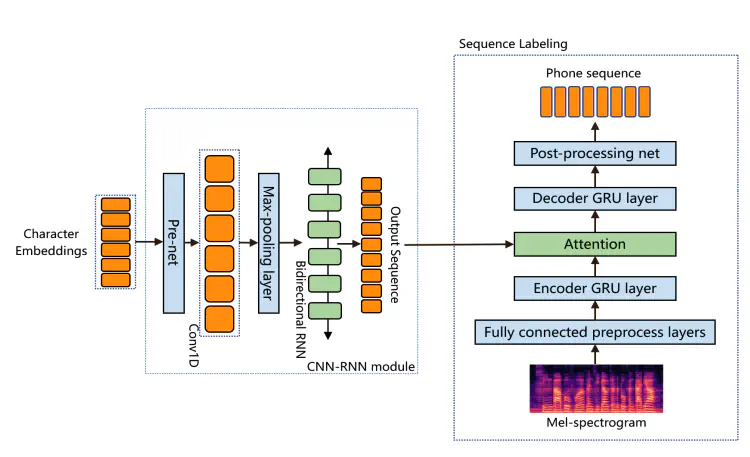 Sequence Labeling
Phone sequence
Post-processing net
Decoder GRU layer
Attention
Encoder GRU layer
Fully connected preprocess layers
Mel-spectrogram
Character
Embeddings
Pre-net
Conv1D
Max-pooling layer
Bidirectional RNN
Output Sequence
CNN-RNN module